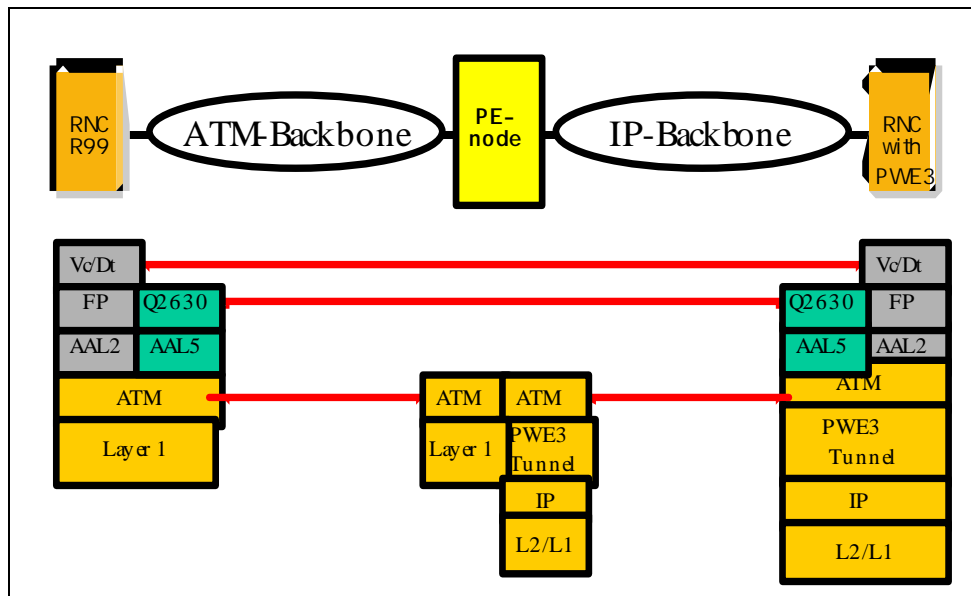 RNC
R99
ATM-Backbone
PE-
node
IP-Backbone
RNC
with
PWE3
Vc/Dt
Vc/Dt
FP
Q2630
Q2630
FP
AAL2
AAL5
AAL5
AAL2
ATM
ATM
ATM
ATM
Layer 1
Layer 1
PWE3
Tunnel
PWE3
Tunnel
IP
IP
L2/L1
L2/L1